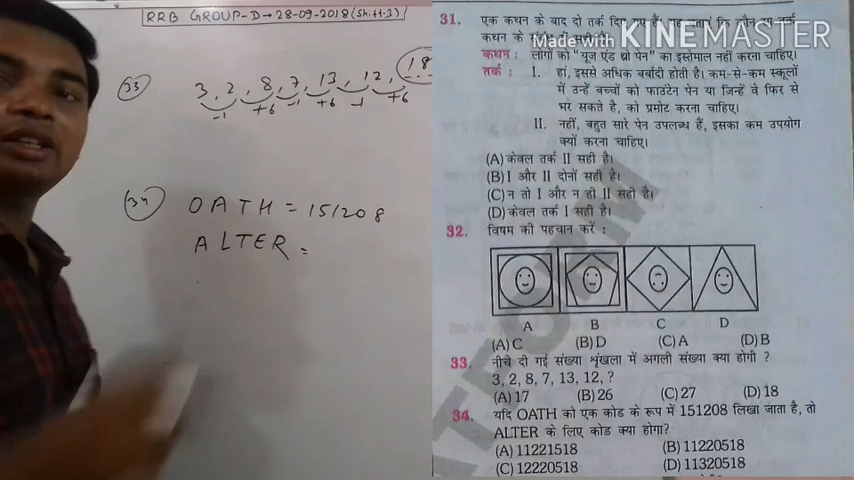 RRB GROUP-D → 28-09-2018 (Shift-3)
33
3, 2, 8, 7, 13, 12, 18
-1 +6 -1 +6 -1 +6
34
OATH = 151208
ALTER =
Made with KINEMASTER
31. एक कथन के बाद दो तर्क
कथन के सही है।
कथन : लोगों को "यूज एंड थ्रो पेन" का इस्तेमाल नहीं करना चाहिए।
तर्क : I. हां, इससे अधिक बर्बादी होती है। कम-से-कम स्कूलों
में उन्हें बच्चों को फाउंटेन पेन या जिन्हें वे फिर से
भर सकते है, को प्रमोट करना चाहिए।
II. नहीं, बहुत सारे पेन उपलब्ध हैं, इसका कम उपयोग
क्यों करना चाहिए।
(A) केवल तर्क II सही है।
(B) I और II दोनों सही है।
(C) न तो I और न ही II सही है।
(D) केवल तर्क I सही है।
32. विषम की पहचान करें :
A B C D
(A) C (B) D (C) A (D) B
33. नीचे दी गई संख्या श्रृंखला में अगली संख्या क्या होगी ?
3, 2, 8, 7, 13, 12, ?
(A) 17 (B) 26 (C) 27 (D) 18
34. यदि OATH को एक कोड के रूप में 151208 लिखा जाता है, तो
ALTER के लिए कोड क्या होगा?
(A) 11221518 (B) 11220518
(C) 12220518 (D) 11320518